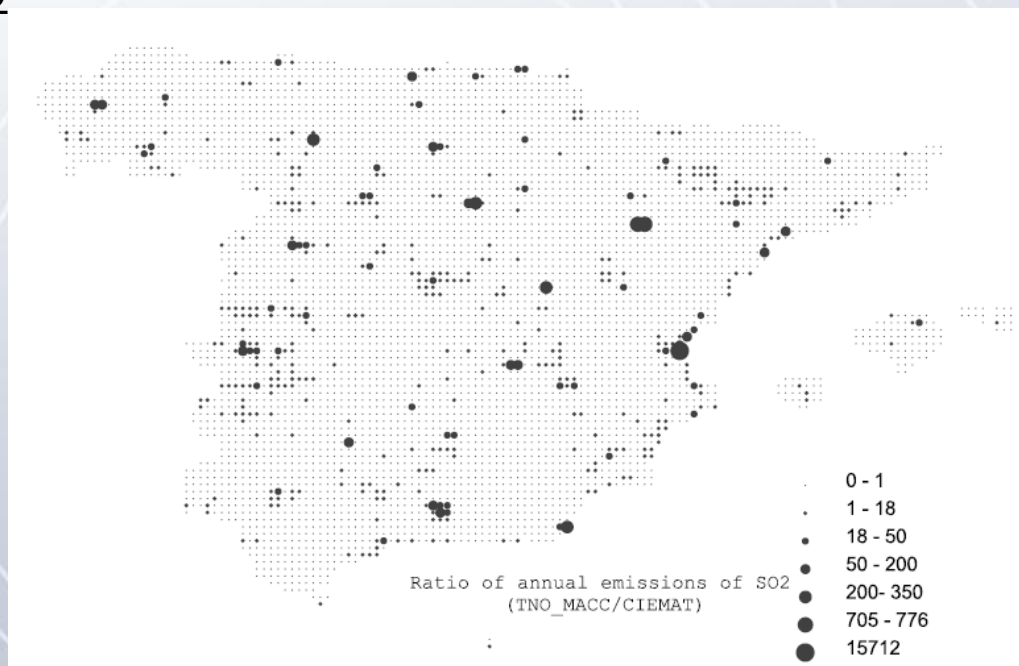 0 - 1
1 - 18
18 - 50
50 - 200
200- 350
705 - 776
15712
Ratio of annual emissions of SO2
(TNO_MACC/CIEMAT)